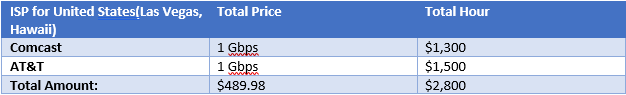 ISP for United States(Las Vegas, Hawaii) Total Price Total Hour
Comcast 1 Gbps $1,300
AT&T 1 Gbps $1,500
Total Amount: $489.98 $2,800